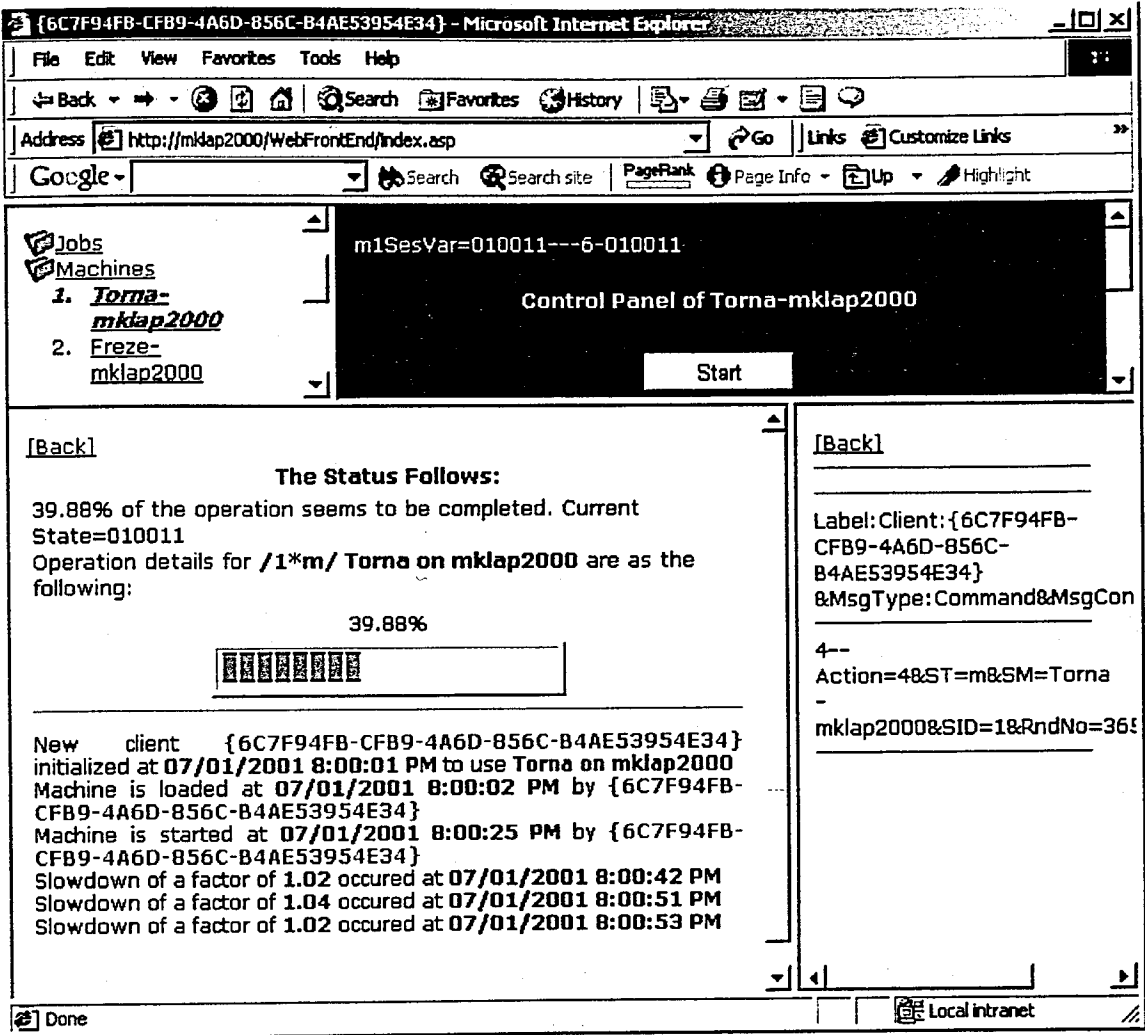 {6C7F94FB-CFB9-4A6D-856C-B4AE53954E34} - Microsoft Internet Explorer
File Edit View Favorites Tools Help
Back Search Favorites History
Address http://mklap2000/WebFrontEnd/index.asp Go Links Customize Links »
Google Search Search site PageRank Page Info Up Highlight
Jobs
Machines
1. Torna-
mklap2000
2. Freze-
mklap2000
m1SesVar=010011---6-010011
Control Panel of Torna-mklap2000
Start
[Back]
The Status Follows:
39.88% of the operation seems to be completed. Current
State=010011
Operation details for /1*m/ Torna on mklap2000 are as the
following:
39.88%
New client {6C7F94FB-CFB9-4A6D-856C-B4AE53954E34}
initialized at 07/01/2001 8:00:01 PM to use Torna on mklap2000
Machine is loaded at 07/01/2001 8:00:02 PM by {6C7F94FB-
CFB9-4A6D-856C-B4AE53954E34}
Machine is started at 07/01/2001 8:00:25 PM by {6C7F94FB-
CFB9-4A6D-856C-B4AE53954E34}
Slowdown of a factor of 1.02 occured at 07/01/2001 8:00:42 PM
Slowdown of a factor of 1.04 occured at 07/01/2001 8:00:51 PM
Slowdown of a factor of 1.02 occured at 07/01/2001 8:00:53 PM
[Back]
Label:Client:{6C7F94FB-
CFB9-4A6D-856C-
B4AE53954E34}
&MsgType:Command&MsgCon
4--
Action=4&ST=m&SM=Torna
-
mklap2000&SID=1&RndNo=365
Done Local intranet